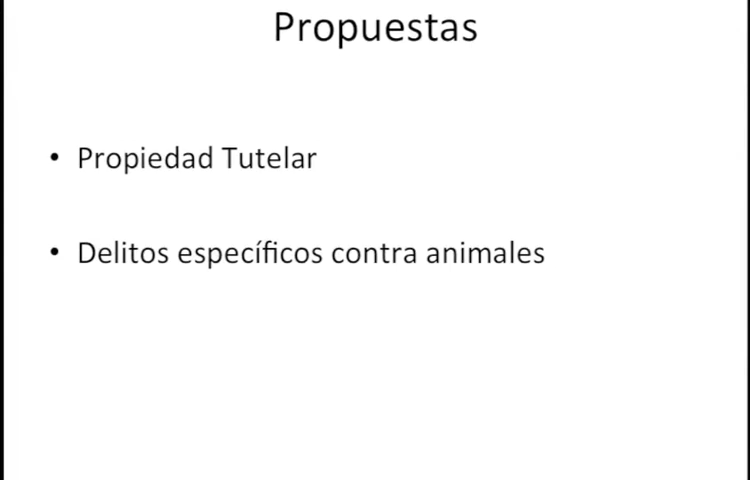 Propuestas
• Propiedad Tutelar
• Delitos específicos contra animales